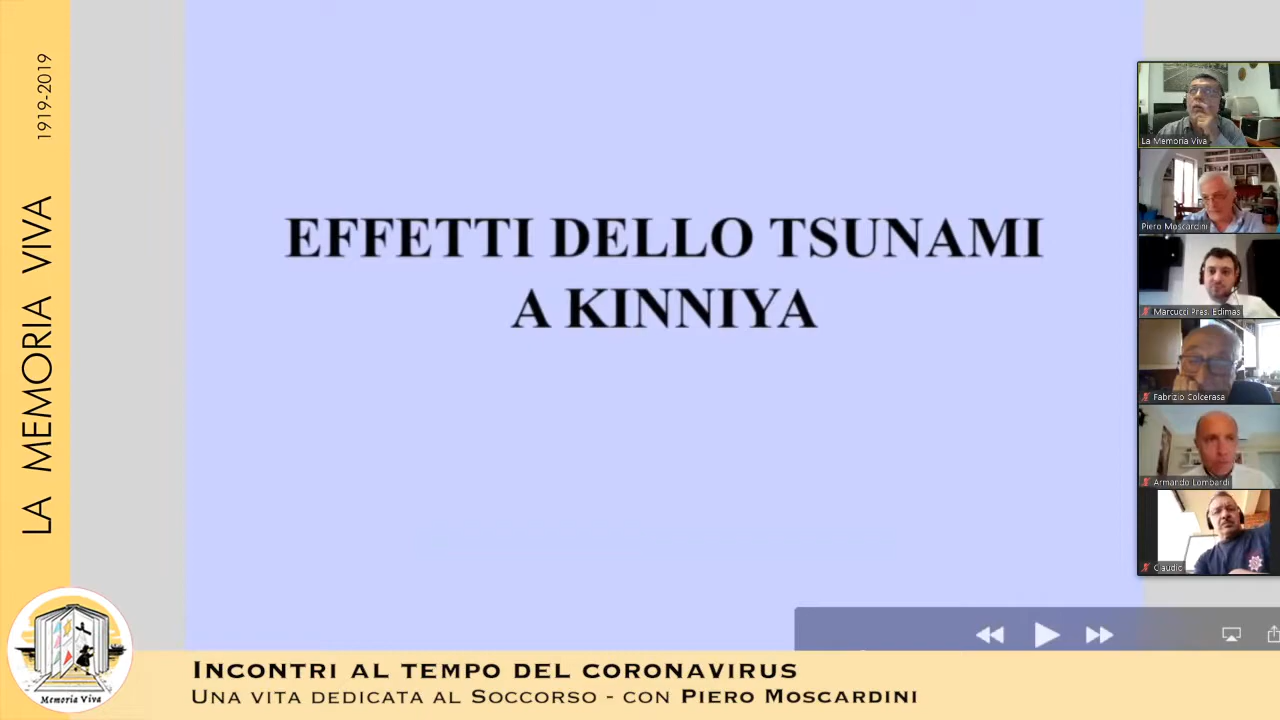 1919-2019
LA MEMORIA VIVA
EFFETTI DELLO TSUNAMI
A KINNIYA
La Memoria Viva
Piero Moscardini
Marcucci Pres. Edimas
Fabrizio Colcerasa
Armando Lombardi
Claudio
Memoria Viva
INCONTRI AL TEMPO DEL CORONAVIRUS
UNA VITA DEDICATA AL SOCCORSO - CON PIERO MOSCARDINI